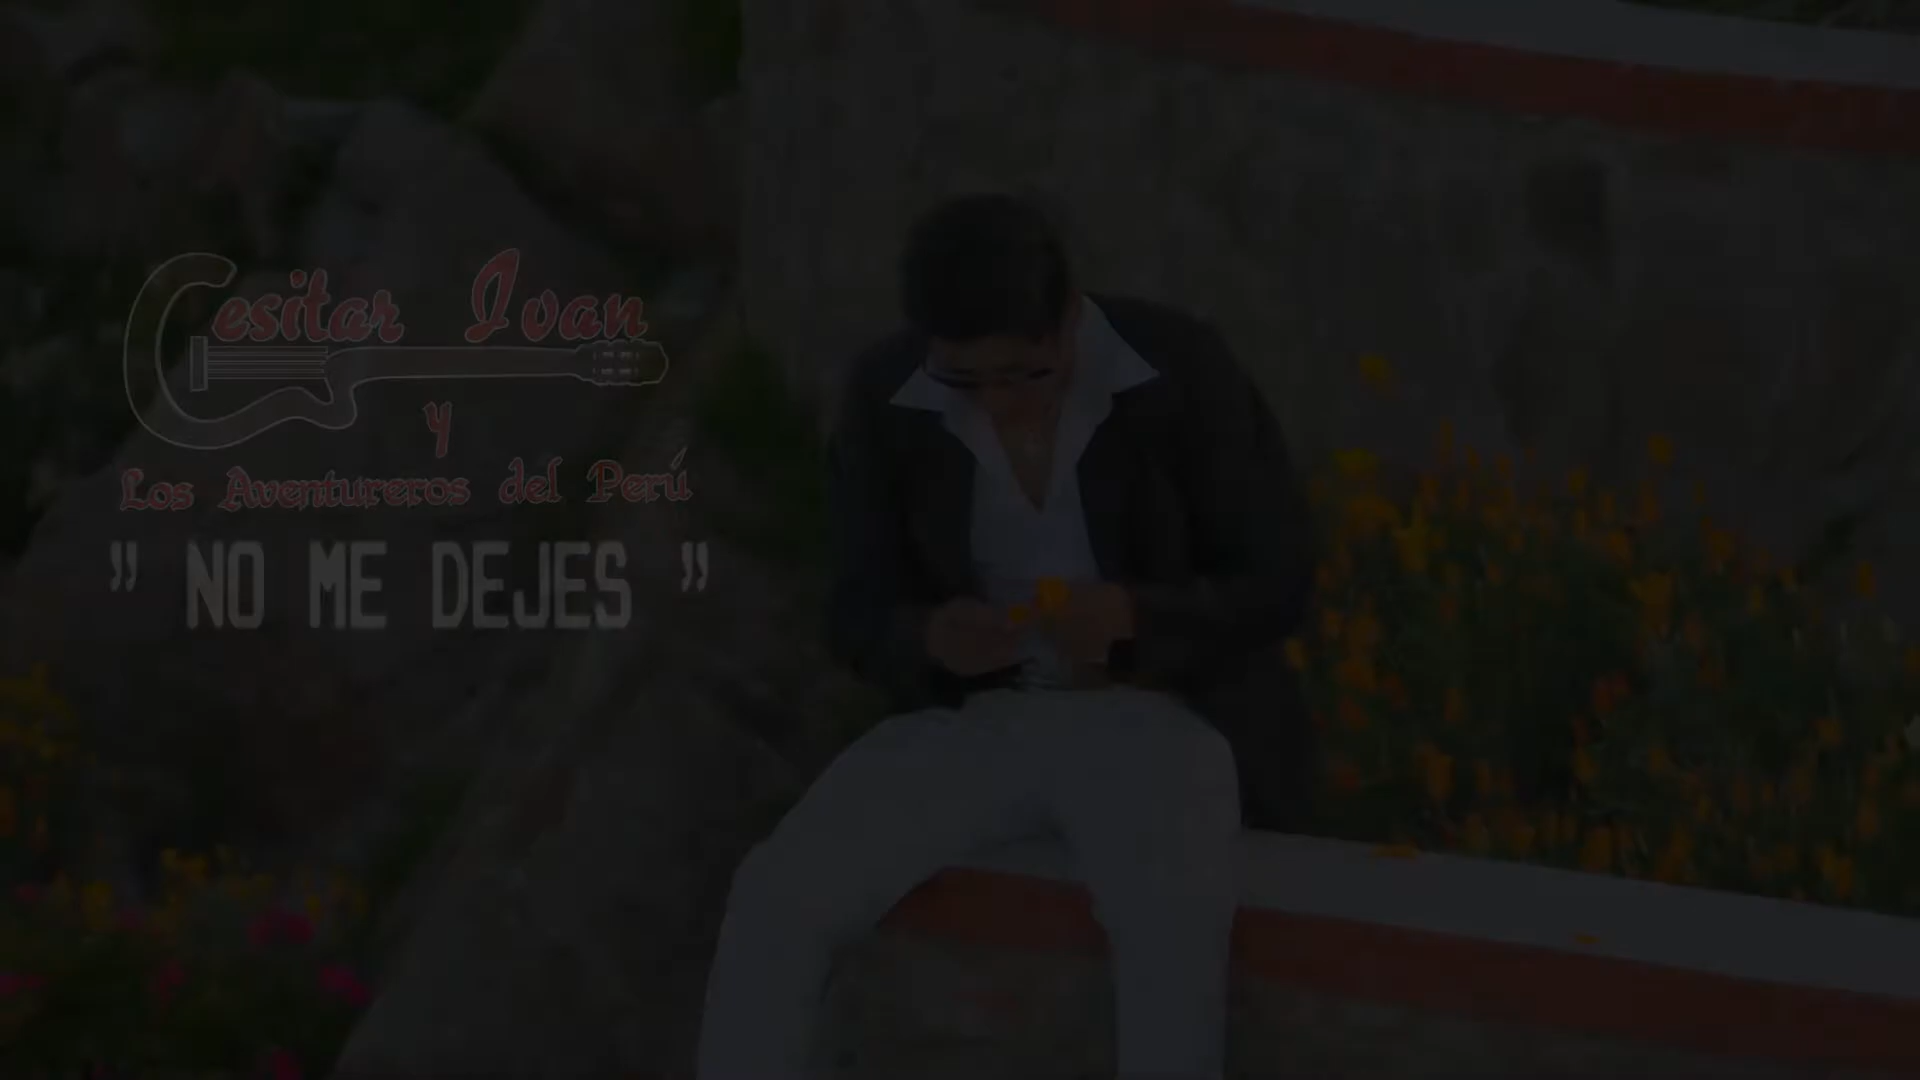 Cesitar Ivan
y
Los Aventureros del Perú
" NO ME DEJES "